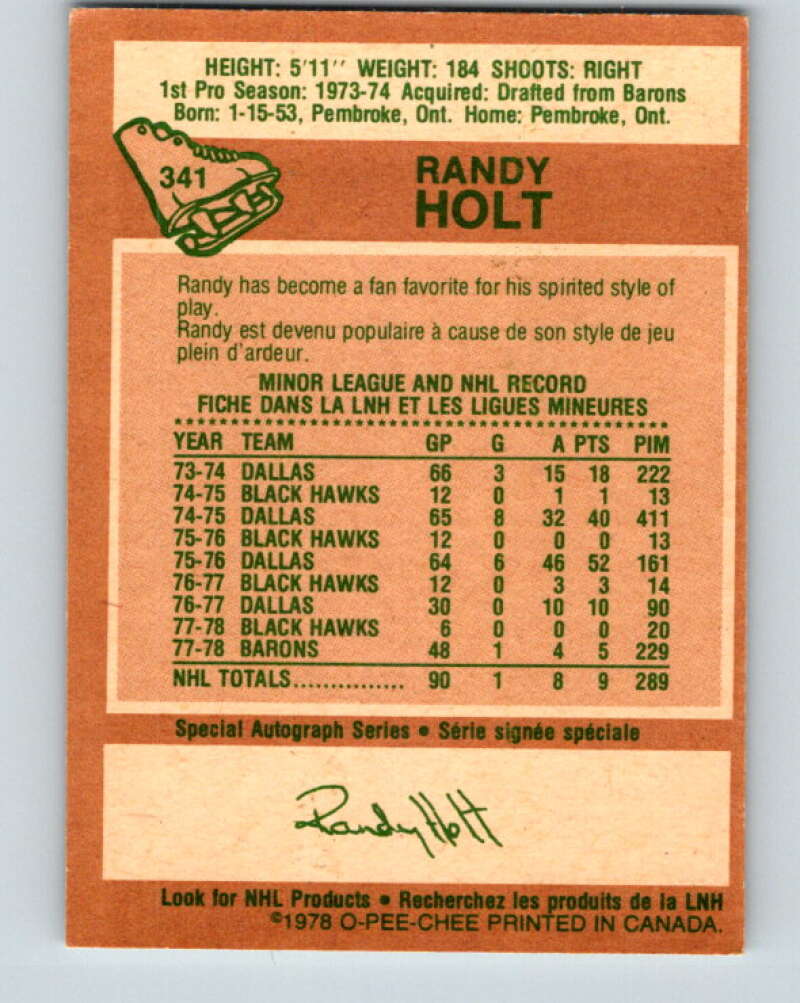 HEIGHT: 5'11'' WEIGHT: 184 SHOOTS: RIGHT
1st Pro Season: 1973-74 Acquired: Drafted from Barons
Born: 1-15-53, Pembroke, Ont. Home: Pembroke, Ont.
341
RANDY
HOLT
Randy has become a fan favorite for his spirited style of
play.
Randy est devenu populaire à cause de son style de jeu
plein d'ardeur.
MINOR LEAGUE AND NHL RECORD
FICHE DANS LA LNH ET LES LIGUES MINEURES
YEAR TEAM GP G A PTS PIM
73-74 DALLAS 66 3 15 18 222
74-75 BLACK HAWKS 12 0 1 1 13
74-75 DALLAS 65 8 32 40 411
75-76 BLACK HAWKS 12 0 0 0 13
75-76 DALLAS 64 6 46 52 161
76-77 BLACK HAWKS 12 0 3 3 14
76-77 DALLAS 30 0 10 10 90
77-78 BLACK HAWKS 6 0 0 0 20
77-78 BARONS 48 1 4 5 229
NHL TOTALS............... 90 1 8 9 289
Special Autograph Series • Série signée spéciale
Randy Holt
Look for NHL Products • Recherchez les produits de la LNH
©1978 O-PEE-CHEE PRINTED IN CANADA.